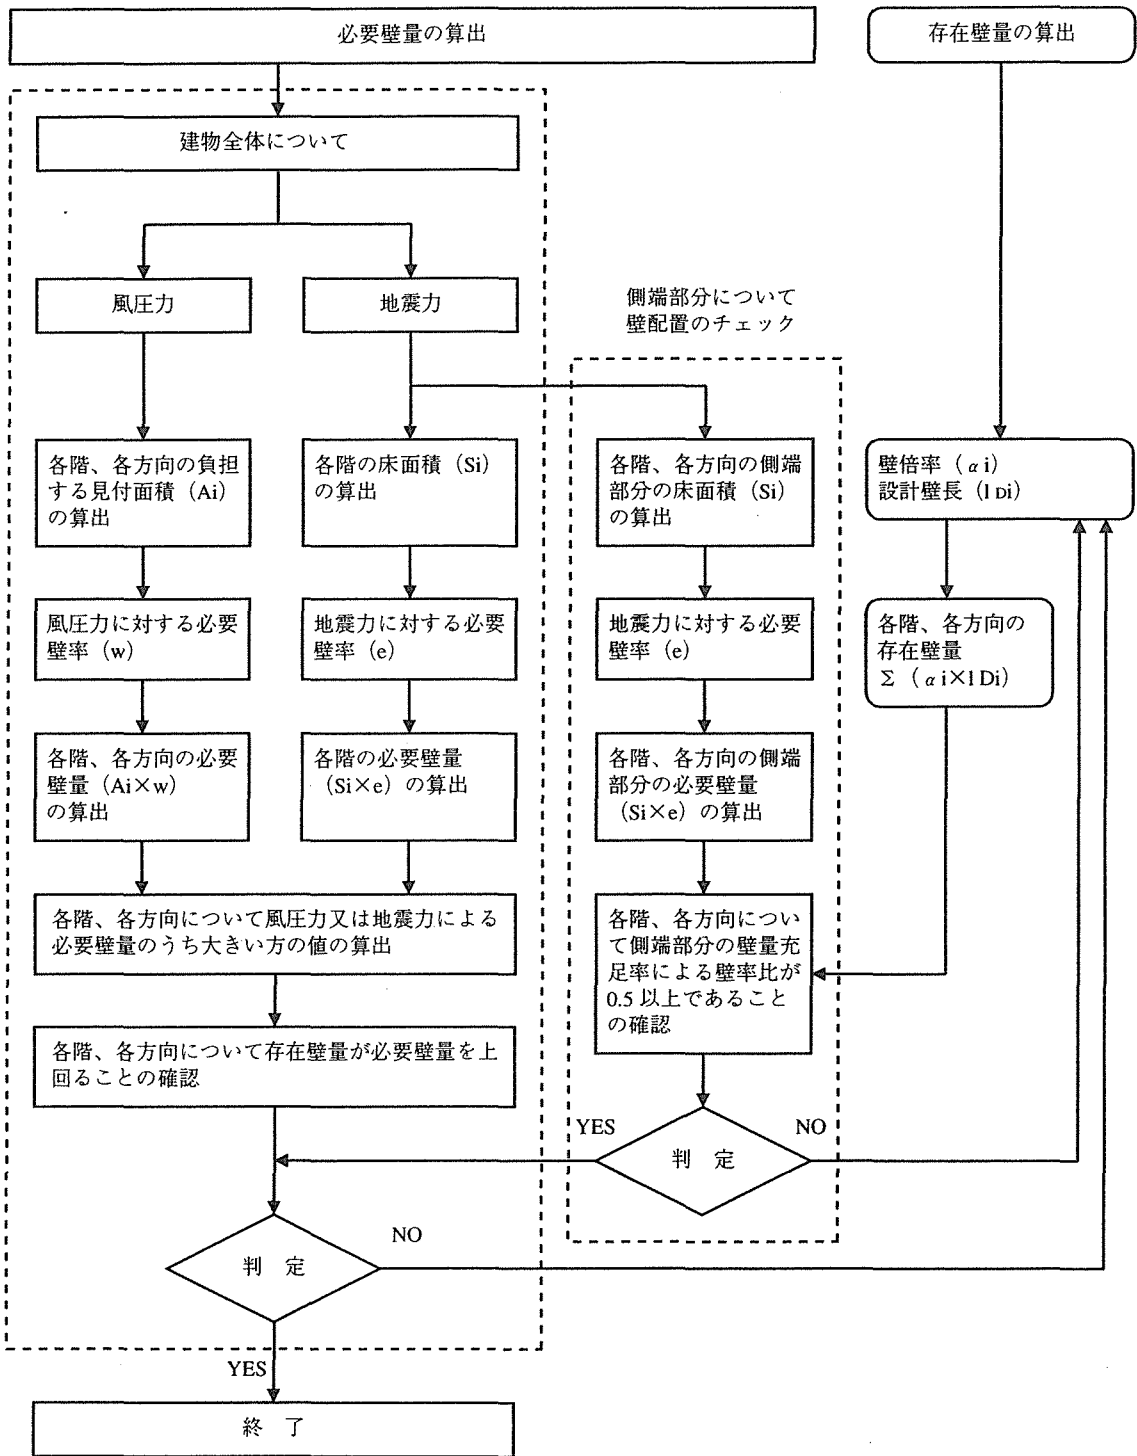 必要壁量の算出
存在壁量の算出
建物全体について
風圧力
地震力
側端部分について
壁配置のチェック
各階、各方向の負担
する見付面積（Ai）
の算出
各階の床面積（Si）
の算出
各階、各方向の側端
部分の床面積（Si）
の算出
壁倍率（αi）
設計壁長（lDi）
風圧力に対する必要
壁率（w）
地震力に対する必要
壁率（e）
地震力に対する必要
壁率（e）
各階、各方向の
存在壁量
Σ（αi×lDi）
各階、各方向の必要
壁量（Ai×w）
の算出
各階の必要壁量
（Si×e）の算出
各階、各方向の側端
部分の必要壁量
（Si×e）の算出
各階、各方向について風圧力又は地震力による
必要壁量のうち大きい方の値の算出
各階、各方向につい
て側端部分の壁量充
足率による壁率比が
0.5以上であること
の確認
各階、各方向について存在壁量が必要壁量を上
回ることの確認
YES
NO
判　定
NO
判　定
YES
終　了